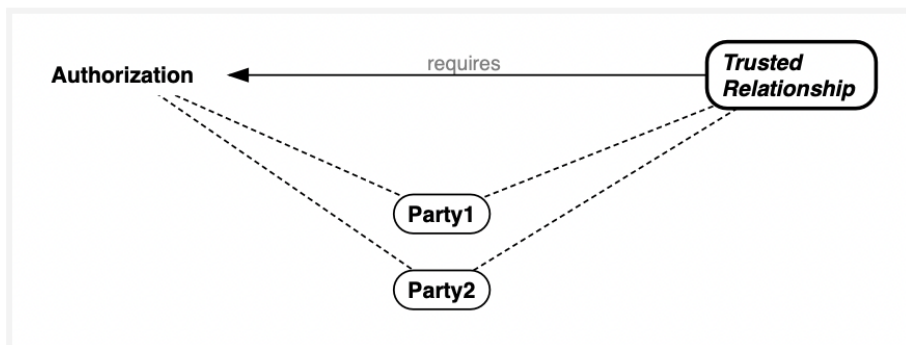 requires
Authorization
Trusted
Relationship
Party1
Party2